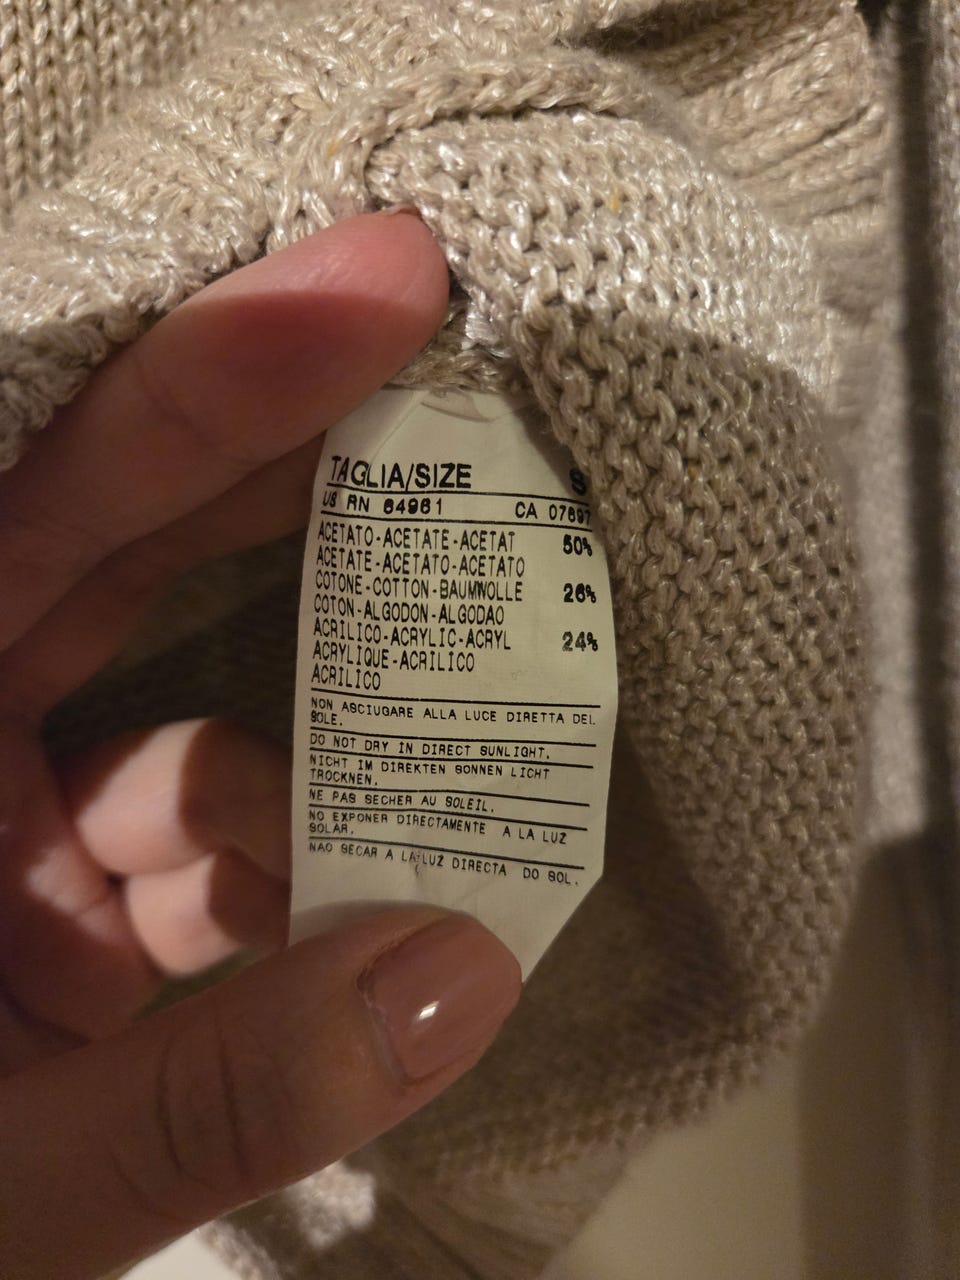 TAGLIA/SIZE S
US RN 64961 CA 07697
ACETATO-ACETATE-ACETAT 50%
ACETATE-ACETATO-ACETATO
COTONE-COTTON-BAUMWOLLE 26%
COTON-ALGODON-ALGODAO
ACRILICO-ACRYLIC-ACRYL 24%
ACRYLIQUE-ACRILICO
ACRILICO
NON ASCIUGARE ALLA LUCE DIRETTA DEL
SOLE.
DO NOT DRY IN DIRECT SUNLIGHT.
NICHT IM DIREKTEN SONNEN LICHT
TROCKNEN.
NE PAS SECHER AU SOLEIL.
NO EXPONER DIRECTAMENTE A LA LUZ
SOLAR.
NAO SECAR A LA LUZ DIRECTA DO SOL.